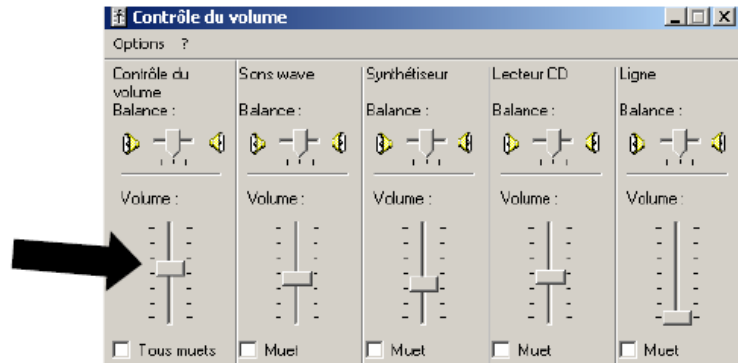 Contrôle du volume
Options ?
Contrôle du
volume
Balance :
Volume :
Tous muets
Sons wave
Balance :
Volume :
Muet
Synthétiseur
Balance :
Volume :
Muet
Lecteur CD
Balance :
Volume :
Muet
Ligne
Balance :
Volume :
Muet